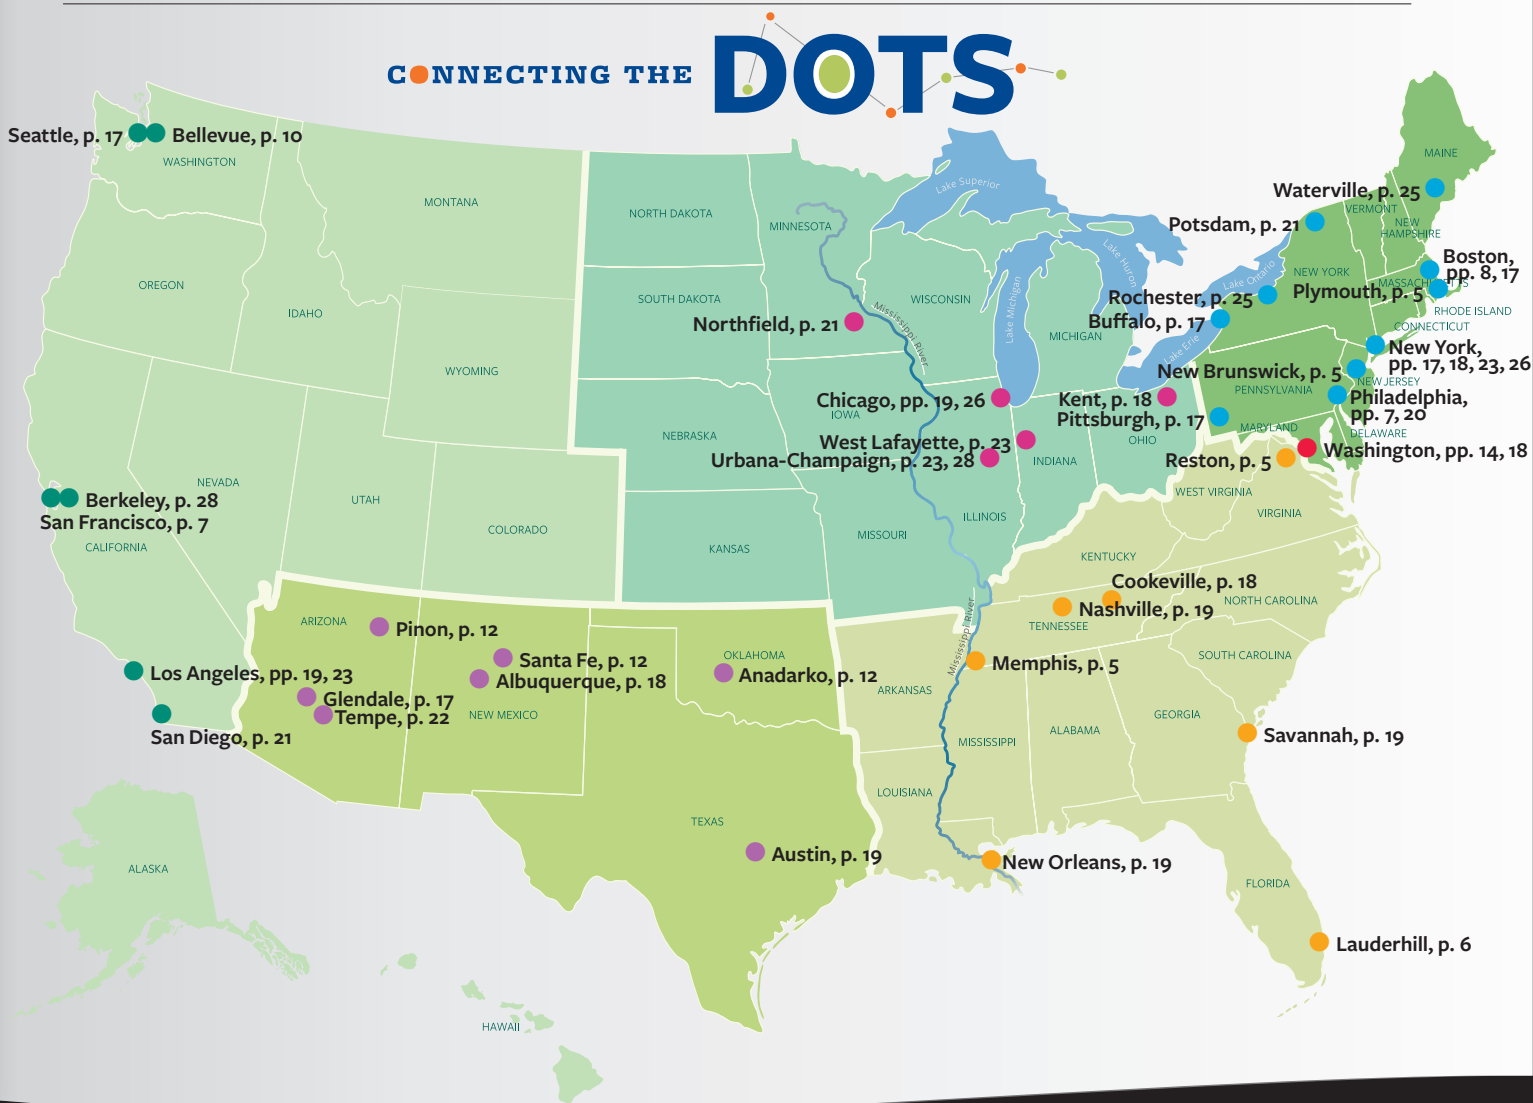 CONNECTING THE DOTS
Seattle, p. 17
Bellevue, p. 10
WASHINGTON
MONTANA
OREGON
IDAHO
WYOMING
NEVADA
UTAH
COLORADO
Berkeley, p. 28
San Francisco, p. 7
CALIFORNIA
Los Angeles, pp. 19, 23
San Diego, p. 21
ALASKA
HAWAII
NORTH DAKOTA
MINNESOTA
SOUTH DAKOTA
Northfield, p. 21
WISCONSIN
Mississippi River
Lake Superior
Lake Michigan
Lake Huron
Lake Ontario
Lake Erie
MICHIGAN
Chicago, pp. 19, 26
IOWA
NEBRASKA
West Lafayette, p. 23
Urbana-Champaign, p. 23, 28
Kent, p. 18
OHIO
INDIANA
ILLINOIS
MISSOURI
KANSAS
MAINE
Waterville, p. 25
VERMONT
NEW
HAMPSHIRE
Potsdam, p. 21
Boston,
pp. 8, 17
NEW YORK
MASSACHUSETTS
Plymouth, p. 5
Rochester, p. 25
Buffalo, p. 17
RHODE ISLAND
CONNECTICUT
New York,
pp. 17, 18, 23, 26
New Brunswick, p. 5
NEW JERSEY
PENNSYLVANIA
Philadelphia,
pp. 7, 20
Pittsburgh, p. 17
MARYLAND
DELAWARE
Washington, pp. 14, 18
Reston, p. 5
WEST VIRGINIA
VIRGINIA
KENTUCKY
Cookeville, p. 18
Nashville, p. 19
NORTH CAROLINA
TENNESSEE
Mississippi River
Memphis, p. 5
SOUTH CAROLINA
ARKANSAS
GEORGIA
ALABAMA
MISSISSIPPI
Savannah, p. 19
LOUISIANA
New Orleans, p. 19
FLORIDA
Lauderhill, p. 6
ARIZONA
Pinon, p. 12
Santa Fe, p. 12
Albuquerque, p. 18
Glendale, p. 17
Tempe, p. 22
NEW MEXICO
OKLAHOMA
Anadarko, p. 12
TEXAS
Austin, p. 19